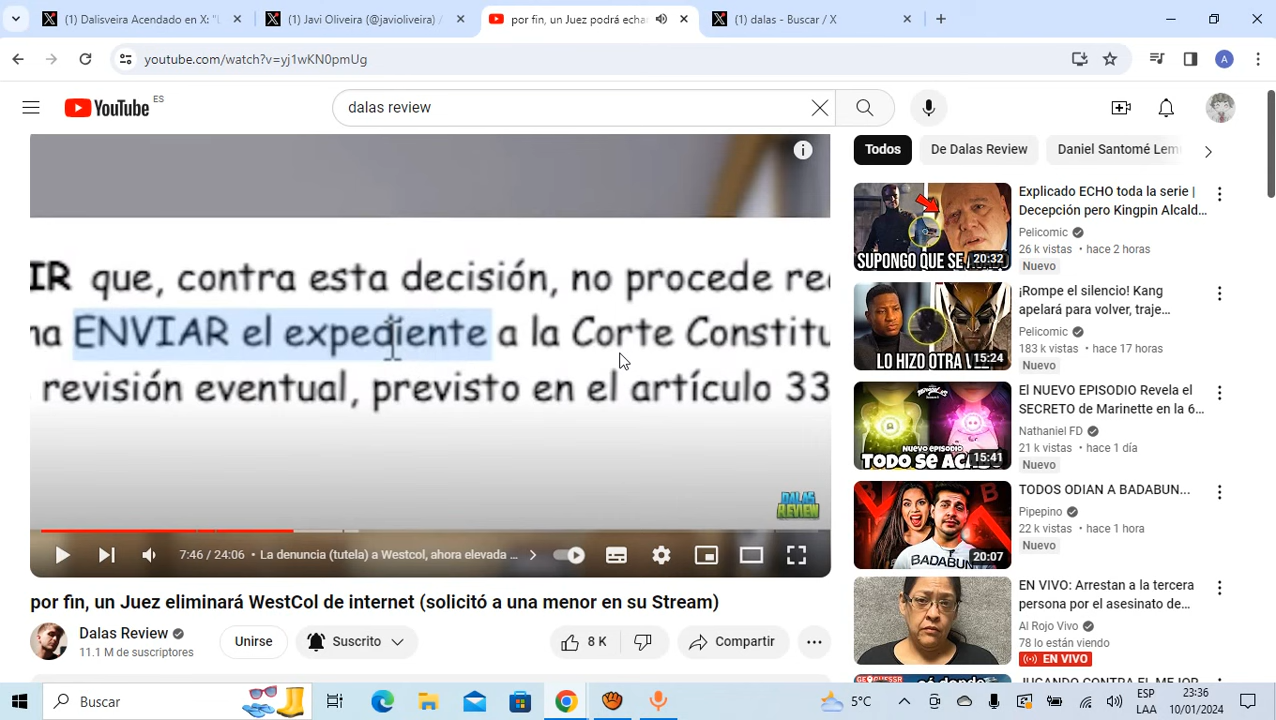 (1) Dalisveira Acendado en X: "L
(1) Javi Oliveira (@javioliveira) /
por fin, un Juez podrá echa
(1) dalas - Buscar / X
youtube.com/watch?v=yj1wKN0pmUg
YouTube ES
dalas review
A
IR que, contra esta decisión, no procede rec
na ENVIAR el expediente a la Corte Constitu
revisión eventual, previsto en el artículo 33
DALAS REVIEW
7:46 / 24:06 • La denuncia (tutela) a Westcol, ahora elevada ...
por fin, un Juez eliminará WestCol de internet (solicitó a una menor en su Stream)
Dalas Review
11.1 M de suscriptores
Unirse
Suscrito
8 K
Compartir
Todos
De Dalas Review
Daniel Santomé Lem
Explicado ECHO toda la serie |
Decepción pero Kingpin Alcald...
Pelicomic
26 k vistas • hace 2 horas
Nuevo
20:32
¡Rompe el silencio! Kang
apelará para volver, traje...
Pelicomic
183 k vistas • hace 17 horas
LO HIZO OTRA VEZ
15:24
El NUEVO EPISODIO Revela el
SECRETO de Marinette en la 6...
Nathaniel FD
21 k vistas • hace 1 día
Nuevo
NUEVO EPISODIO
15:41
TODOS ODIAN A BADABUN...
Pipepino
22 k vistas • hace 1 hora
Nuevo
BADABUN
20:07
EN VIVO: Arrestan a la tercera
persona por el asesinato de...
Al Rojo Vivo
78 lo están viendo
EN VIVO
Buscar
5°C
ESP
LAA
23:36
10/01/2024